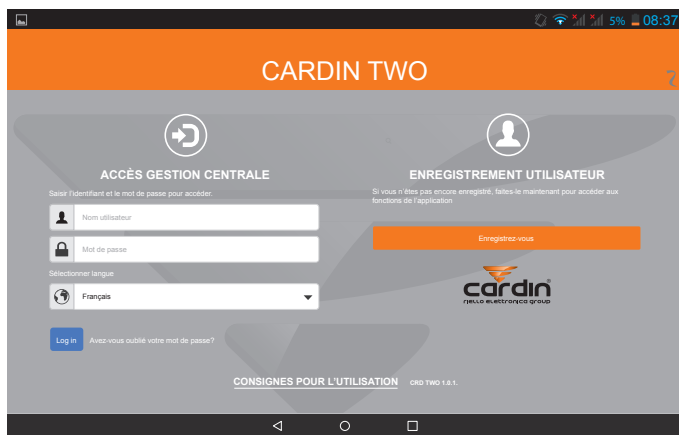 5% 08:37
CARDIN TWO
ACCÈS GESTION CENTRALE
Saisir l'identifiant et le mot de passe pour accéder.
Nom utilisateur
Mot de passe
Sélectionner langue
Français
Log in Avez-vous oublié votre mot de passe?
ENREGISTREMENT UTILISATEUR
Si vous n'êtes pas encore enregistré, faites-le maintenant pour accéder aux
fonctions de l'application
Enregistrez-vous
cardin
riello elettronica group
CONSIGNES POUR L'UTILISATION CRD TWO 1.0.1.